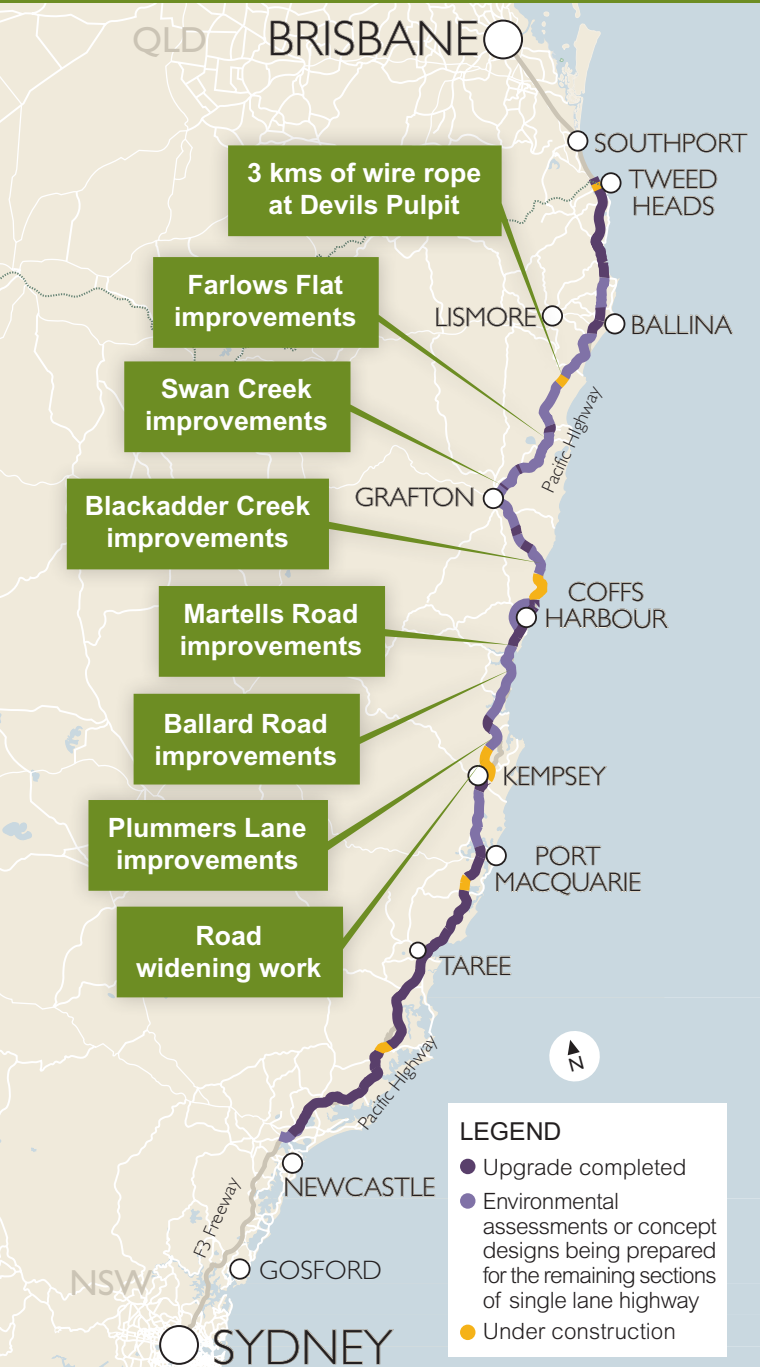 QLD
BRISBANE
SOUTHPORT
TWEED
HEADS
3 kms of wire rope
at Devils Pulpit
Farlows Flat
improvements
LISMORE
BALLINA
Swan Creek
improvements
Pacific HIghway
GRAFTON
Blackadder Creek
improvements
COFFS
HARBOUR
Martells Road
improvements
Ballard Road
improvements
KEMPSEY
Plummers Lane
improvements
PORT
MACQUARIE
Road
widening work
TAREE
N
Pacific HIghway
NEWCASTLE
F3 Freeway
GOSFORD
NSW
SYDNEY
LEGEND
Upgrade completed
Environmental
assessments or concept
designs being prepared
for the remaining sections
of single lane highway
Under construction